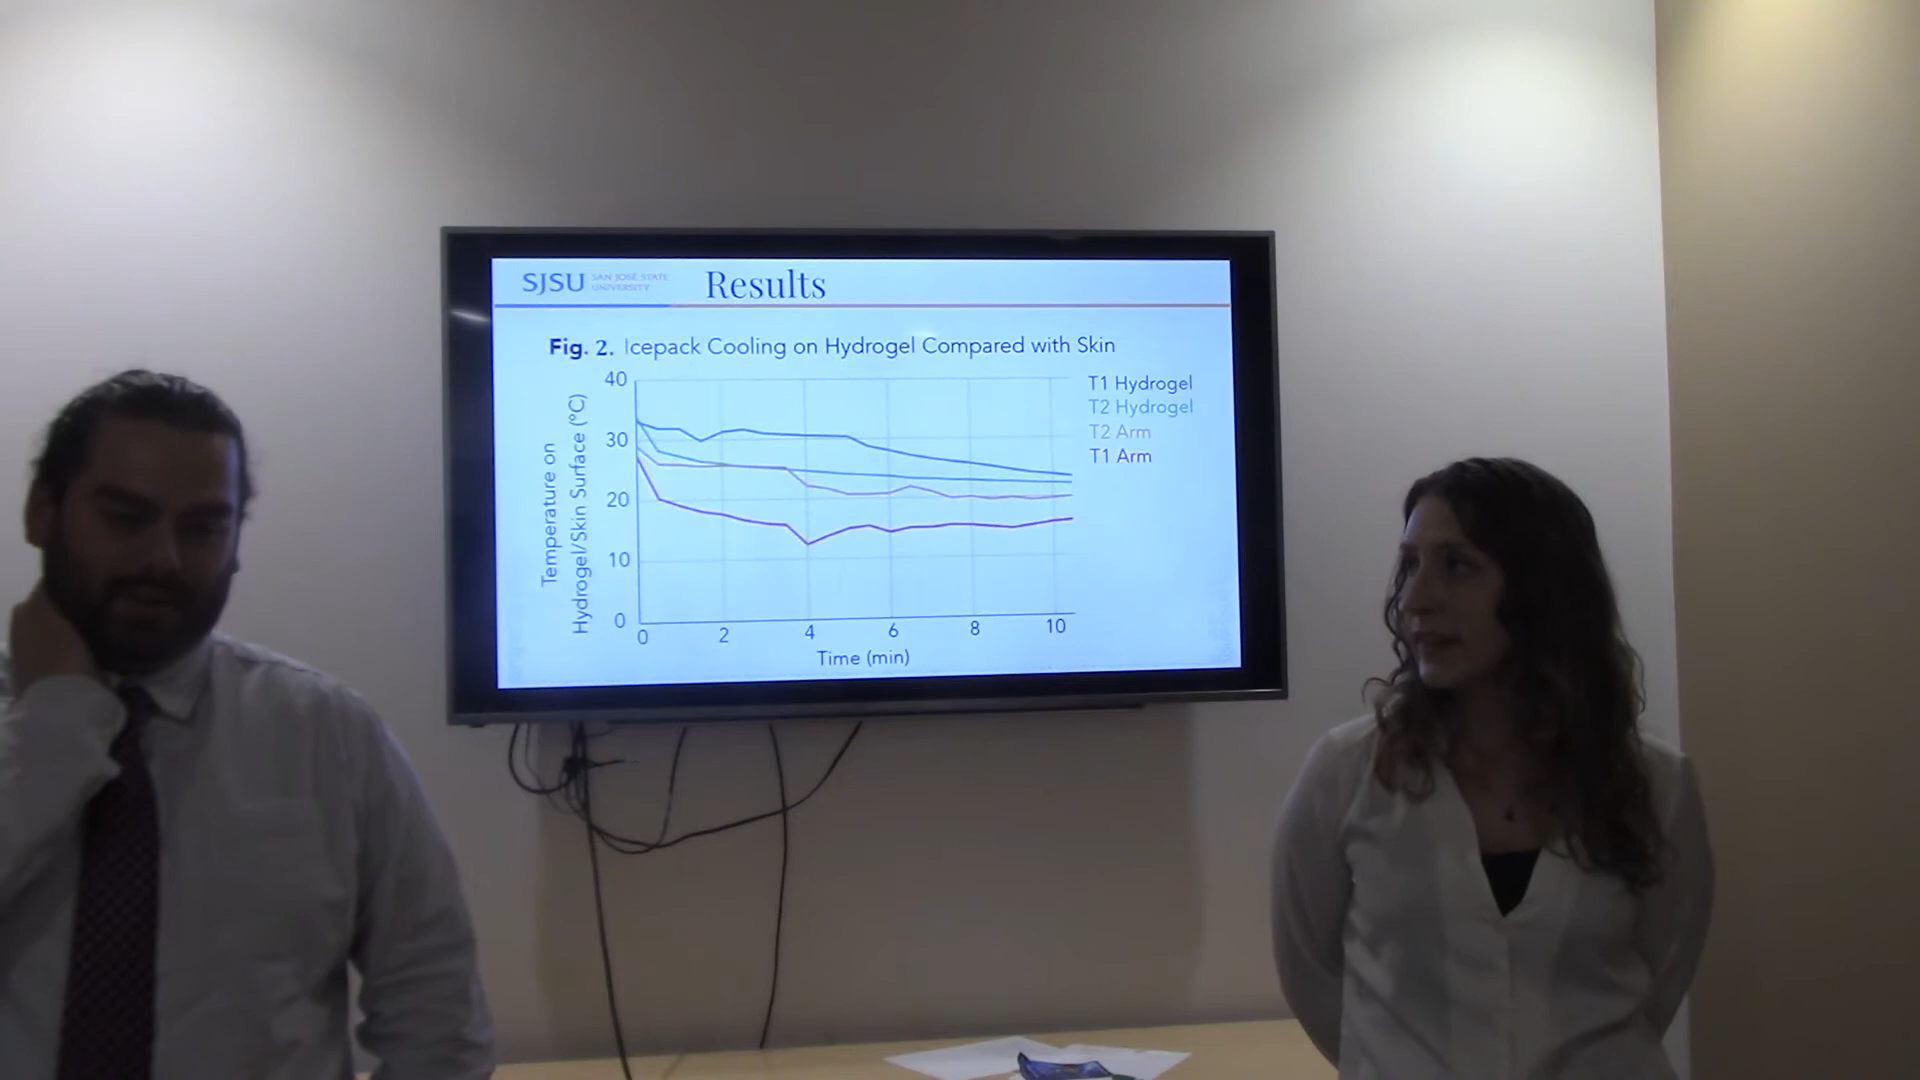 SJSU SAN JOSÉ STATE
UNIVERSITY
Results
Fig. 2. Icepack Cooling on Hydrogel Compared with Skin
Temperature on
Hydrogel/Skin Surface (°C)
40
30
20
10
0
0 2 4 6 8 10
Time (min)
T1 Hydrogel
T2 Hydrogel
T2 Arm
T1 Arm